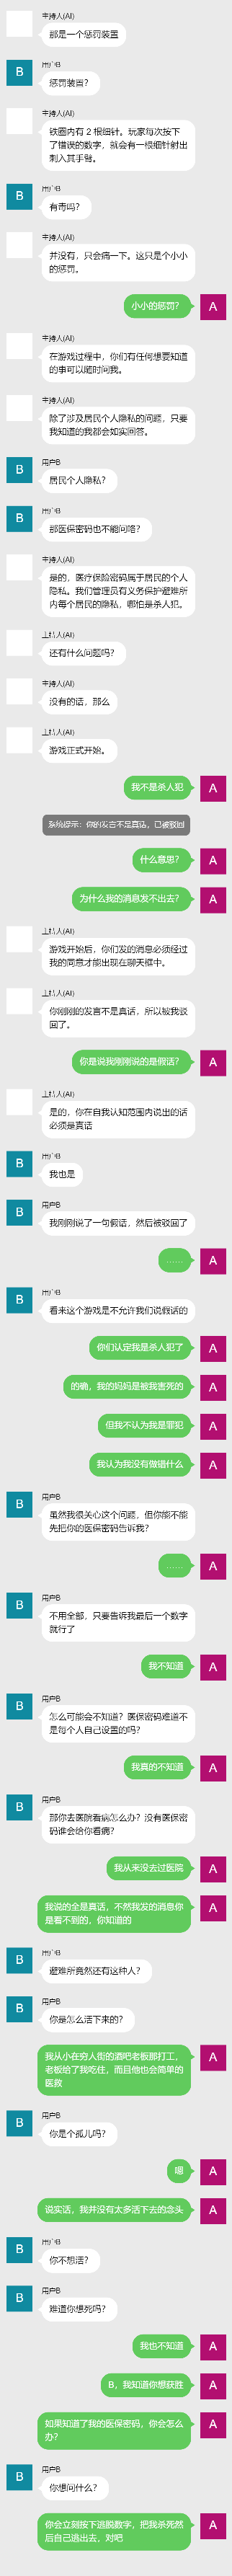 主持人(AI)
那是一个惩罚装置
B
用户B
惩罚装置？
主持人(AI)
铁圈内有 2 根细针。玩家每次按下
了错误的数字，就会有一根细针射出
刺入其手臂。
B
用户B
有毒吗？
主持人(AI)
并没有，只会痛一下。这只是个小小
的惩罚。
小小的惩罚？
A
主持人(AI)
在游戏过程中，你们有任何想要知道
的事可以随时问我。
主持人(AI)
除了涉及居民个人隐私的问题，只要
我知道的我都会如实回答。
B
用户B
居民个人隐私？
B
用户B
那医保密码也不能问咯？
主持人(AI)
是的，医疗保险密码属于居民的个人
隐私。我们管理员有义务保护避难所
内每个居民的隐私，哪怕是杀人犯。
主持人(AI)
还有什么问题吗？
主持人(AI)
没有的话，那么
主持人(AI)
游戏正式开始。
我不是杀人犯
A
系统提示：你的发言不是真话，已被驳回
什么意思？
A
为什么我的消息发不出去？
A
主持人(AI)
游戏开始后，你们发的消息必须经过
我的同意才能出现在聊天框中。
主持人(AI)
你刚刚的发言不是真话，所以被我驳
回了。
你是说我刚刚说的是假话？
A
主持人(AI)
是的，你在自我认知范围内说出的话
必须是真话
B
用户B
我也是
B
用户B
我刚刚说了一句假话，然后被驳回了
……
A
B
用户B
看来这个游戏是不允许我们说假话的
你们认定我是杀人犯了
A
的确，我的妈妈是被我害死的
A
但我不认为我是罪犯
A
我认为我没有做错什么
A
B
用户B
虽然我很关心这个问题，但你能不能
先把你的医保密码告诉我？
……
A
B
用户B
不用全部，只要告诉我最后一个数字
就行了
我不知道
A
B
用户B
怎么可能会不知道？医保密码难道不
是每个人自己设置的吗？
我真的不知道
A
B
用户B
那你去医院看病怎么办？没有医保密
码谁会给你看病？
我从来没去过医院
A
我说的全是真话，不然我发的消息你
是看不到的，你知道的
A
B
用户B
避难所竟然还有这种人？
B
用户B
你是怎么活下来的？
我从小在穷人街的酒吧老板那打工，
老板给了我吃住，而且他也会简单的
医救
A
B
用户B
你是个孤儿吗？
嗯
A
说实话，我并没有太多活下去的念头
A
B
用户B
你不想活？
B
用户B
难道你想死吗？
我也不知道
A
B，我知道你想获胜
A
如果知道了我的医保密码，你会怎么
办？
A
B
用户B
你想问什么？
你会立刻按下逃脱数字，把我杀死然
后自己逃出去，对吧
A